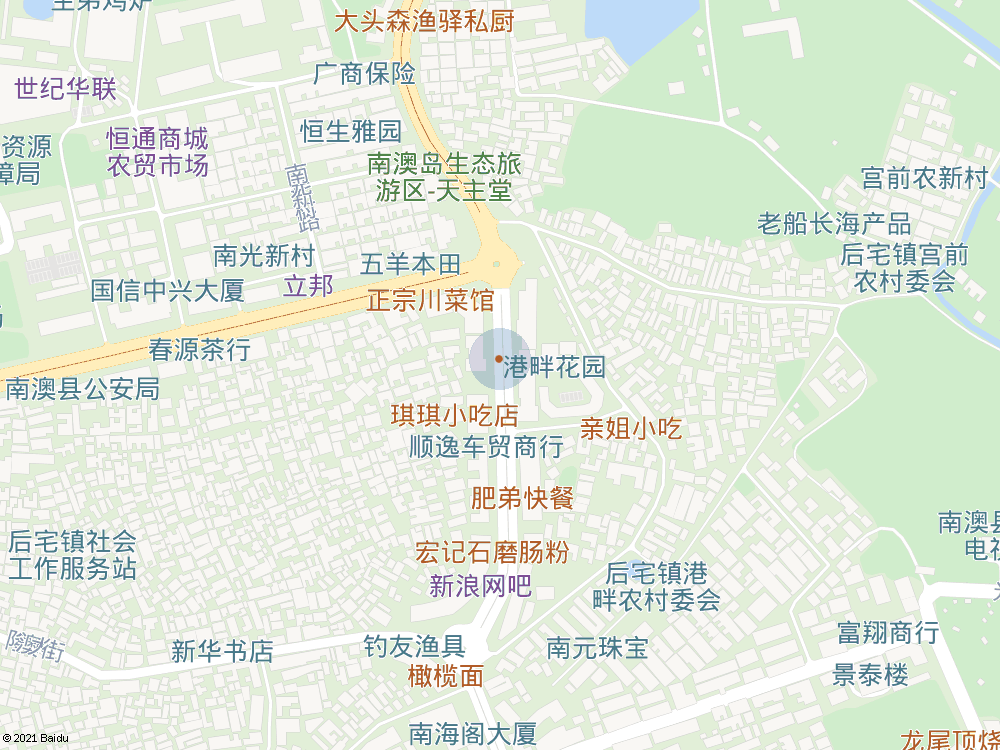 大头森渔驿私厨
广商保险
世纪华联
恒生雅园
恒通商城
农贸市场
资源
障局
南澳岛生态旅
游区-天主堂
宫前农新村
老船长海产品
南光新村
五羊本田
后宅镇宫前
农村委会
国信中兴大厦
立邦
正宗川菜馆
春源茶行
港畔花园
南澳县公安局
琪琪小吃店
亲姐小吃
顺逸车贸商行
肥弟快餐
南澳县
电视
后宅镇社会
工作服务站
宏记石磨肠粉
新浪网吧
后宅镇港
畔农村委会
富翔商行
新华书店
钓友渔具
南元珠宝
橄榄面
景泰楼
南海阁大厦
龙尾顶烧
© 2021 Baidu